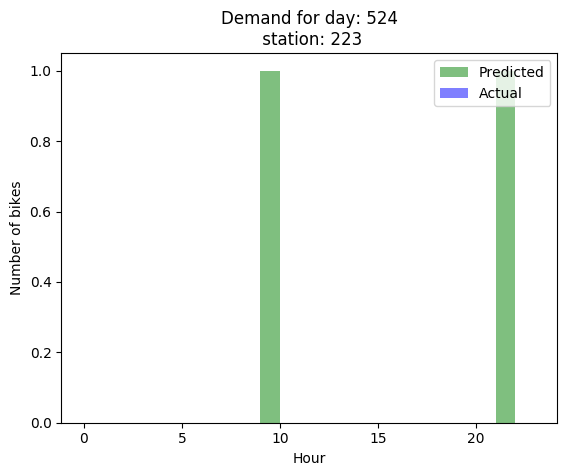 Demand for day: 524
station: 223
Predicted
Actual
1.0
0.8
0.6
0.4
0.2
0.0
Number of bikes
0
5
10
15
20
Hour